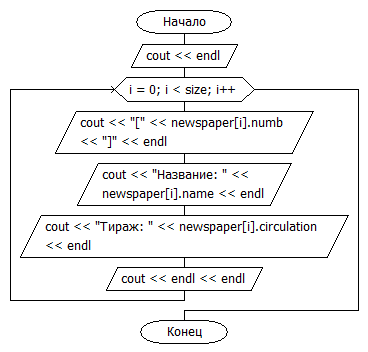 Начало
cout << endl
i = 0; i < size; i++
cout << "[" << newspaper[i].numb
<< "]" << endl
cout << "Название: " <<
newspaper[i].name << endl
cout << "Тираж: " << newspaper[i].circulation
<< endl
cout << endl << endl
Конец